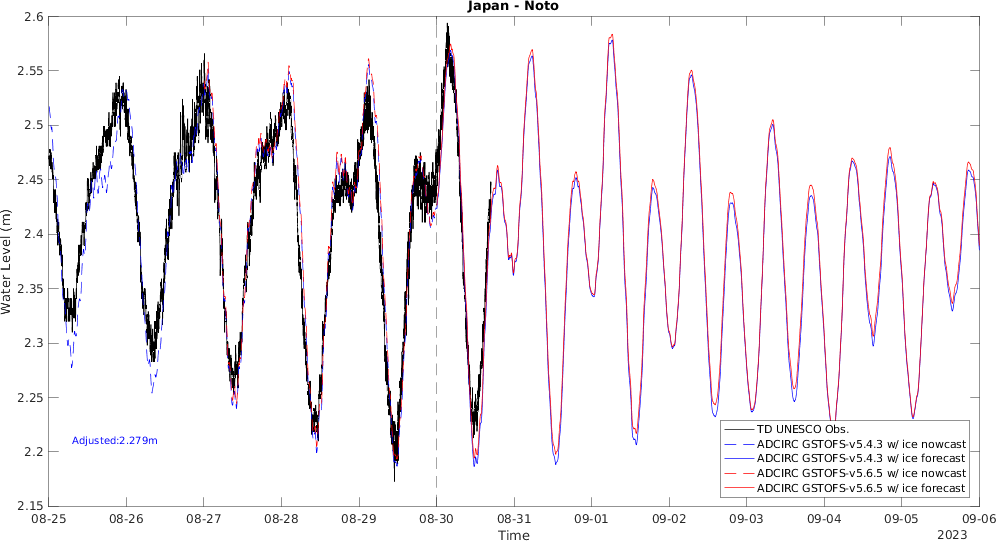 Japan - Noto
Water Level (m)
2.6
2.55
2.5
2.45
2.4
2.35
2.3
2.25
2.2
2.15
Adjusted:2.279m
TD UNESCO Obs.
ADCIRC GSTOFS-v5.4.3 w/ ice nowcast
ADCIRC GSTOFS-v5.4.3 w/ ice forecast
ADCIRC GSTOFS-v5.6.5 w/ ice nowcast
ADCIRC GSTOFS-v5.6.5 w/ ice forecast
08-25 08-26 08-27 08-28 08-29 08-30 08-31 09-01 09-02 09-03 09-04 09-05 09-06
Time
2023